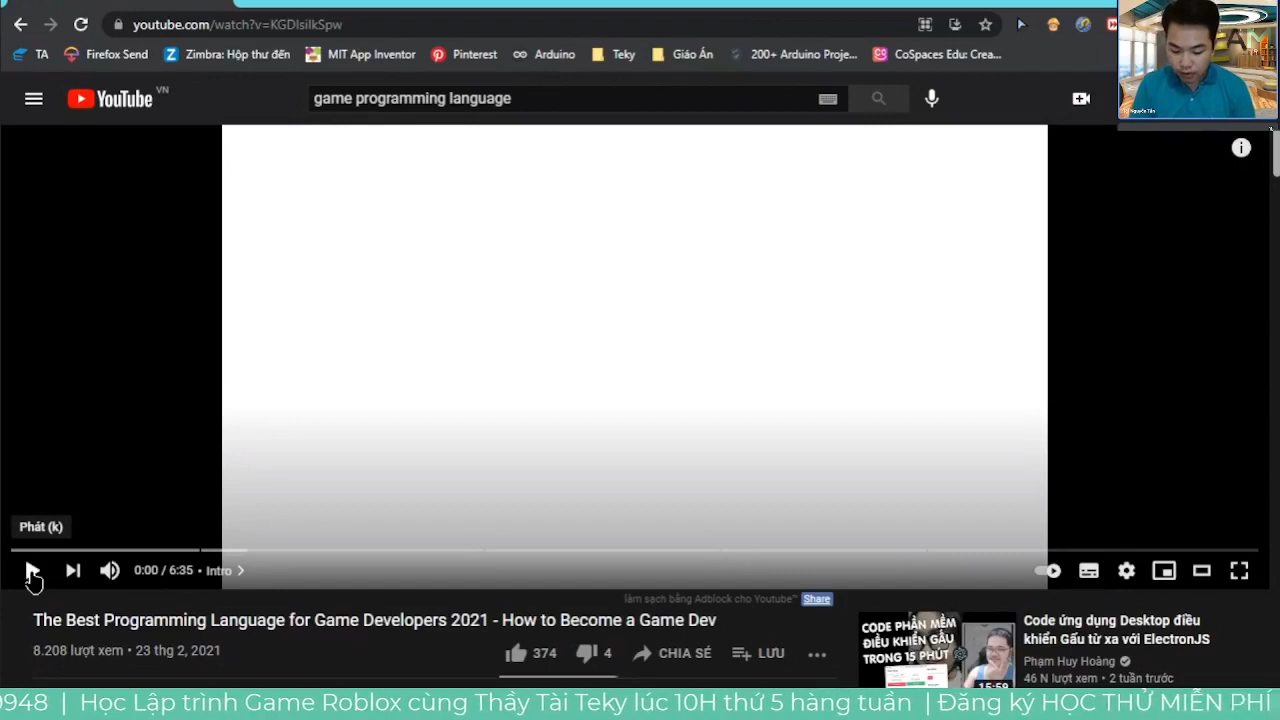 youtube.com/watch?v=KGDIsiIkSpw
TA
Firefox Send
Zimbra: Hộp thư đến
MIT App Inventor
Pinterest
Arduino
Teky
Giáo Án
200+ Arduino Proje...
CoSpaces Edu: Crea...
YouTube VN
game programming language
Phát (k)
0:00 / 6:35 • Intro
làm sạch bằng Adblock cho Youtube™ Share
The Best Programming Language for Game Developers 2021 - How to Become a Game Dev
8.208 lượt xem • 23 thg 2, 2021
374
4
CHIA SẺ
LƯU
CODE PHẦN MỀM
ĐIỀU KHIỂN GẤU
TRONG 15 PHÚT
15:59
Code ứng dụng Desktop điều
khiển Gấu từ xa với ElectronJS
Phạm Huy Hoàng
46 N lượt xem • 2 tuần trước
9948 | Học Lập trình Game Roblox cùng Thầy Tài Teky lúc 10H thứ 5 hàng tuần | Đăng ký HỌC THỬ MIỄN PHÍ